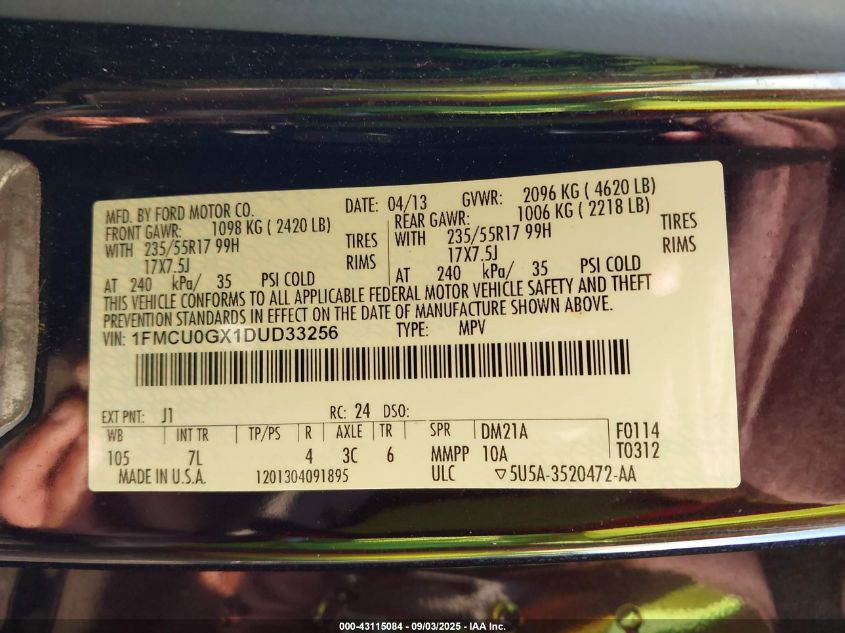 MFD. BY FORD MOTOR CO.
DATE: 04/13 GVWR: 2096 KG ( 4620 LB)
FRONT GAWR: 1098 KG ( 2420 LB)
REAR GAWR: 1006 KG ( 2218 LB)
WITH 235/55R17 99H TIRES
WITH 235/55R17 99H TIRES
17X7.5J RIMS
17X7.5J RIMS
AT 240 kPa/ 35 PSI COLD
AT 240 kPa/ 35 PSI COLD
THIS VEHICLE CONFORMS TO ALL APPLICABLE FEDERAL MOTOR VEHICLE SAFETY AND THEFT
PREVENTION STANDARDS IN EFFECT ON THE DATE OF MANUFACTURE SHOWN ABOVE.
VIN: 1FMCU0GX1DUD33256 TYPE: MPV
EXT PNT: J1 RC: 24 DSO:
WB INT TR TP/PS R AXLE TR SPR DM21A F0114
105 7L 4 3C 6 MMPP 10A T0312
MADE IN U.S.A. 1201304091895 ULC ▽5U5A-3520472-AA
000-43115084 - 09/03/2025 - IAA Inc.